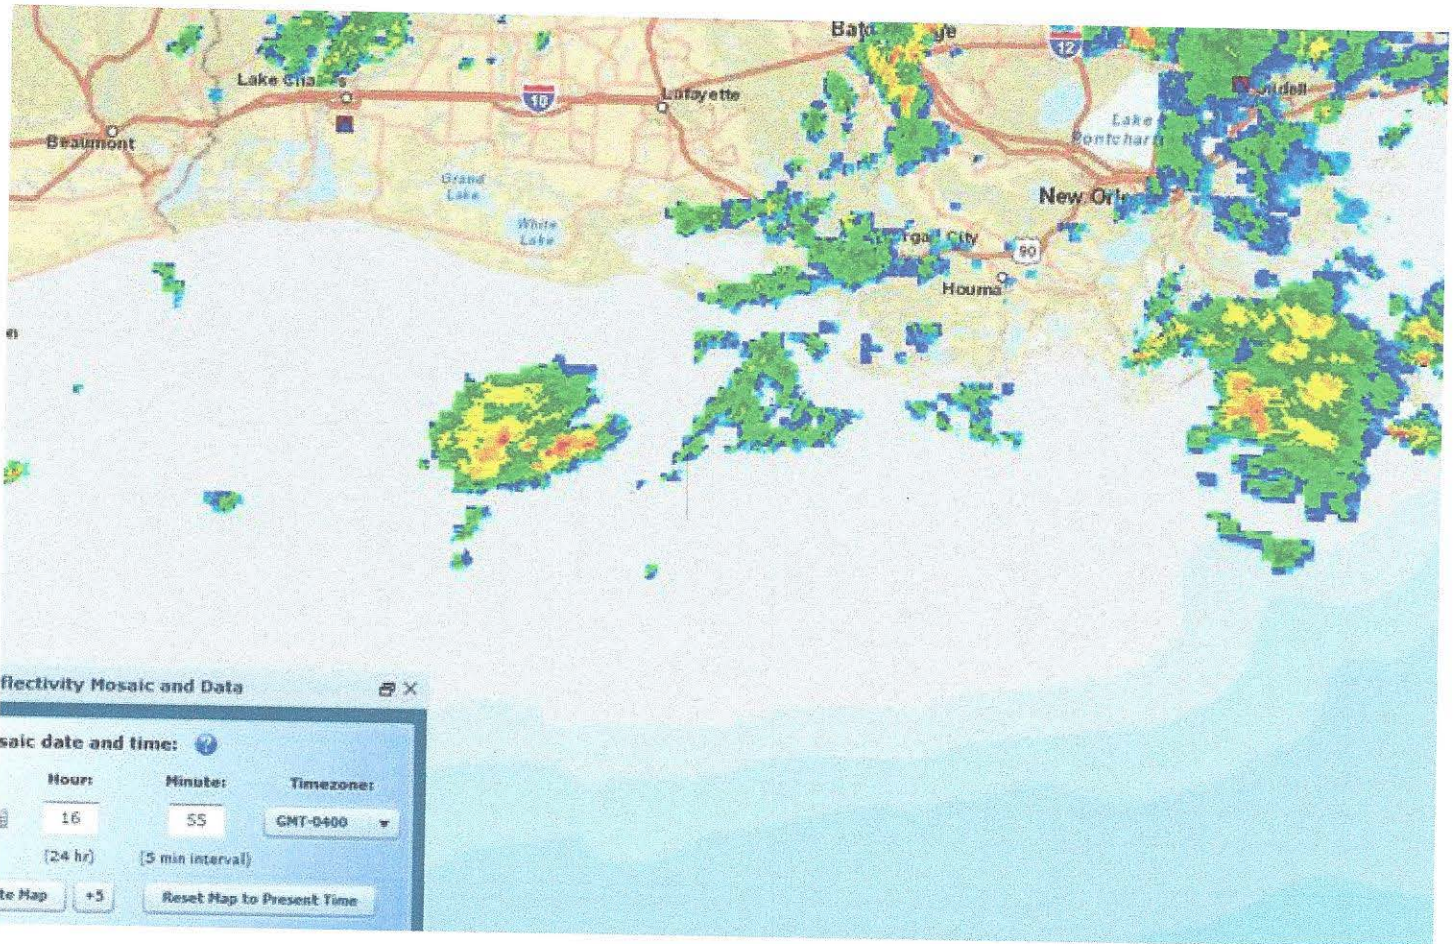 12
Lake
10
Lafayette
Beaumont
Lake
Pontchart
Grand
Lake
New Orl
White
Lake
City
90
Houma
flectivity Mosaic and Data
saic date and time:
Hour:
Minute:
Timezone:
16
55
GMT-0400
(24 hr)
(5 min interval)
te Map
+5
Reset Map to Present Time